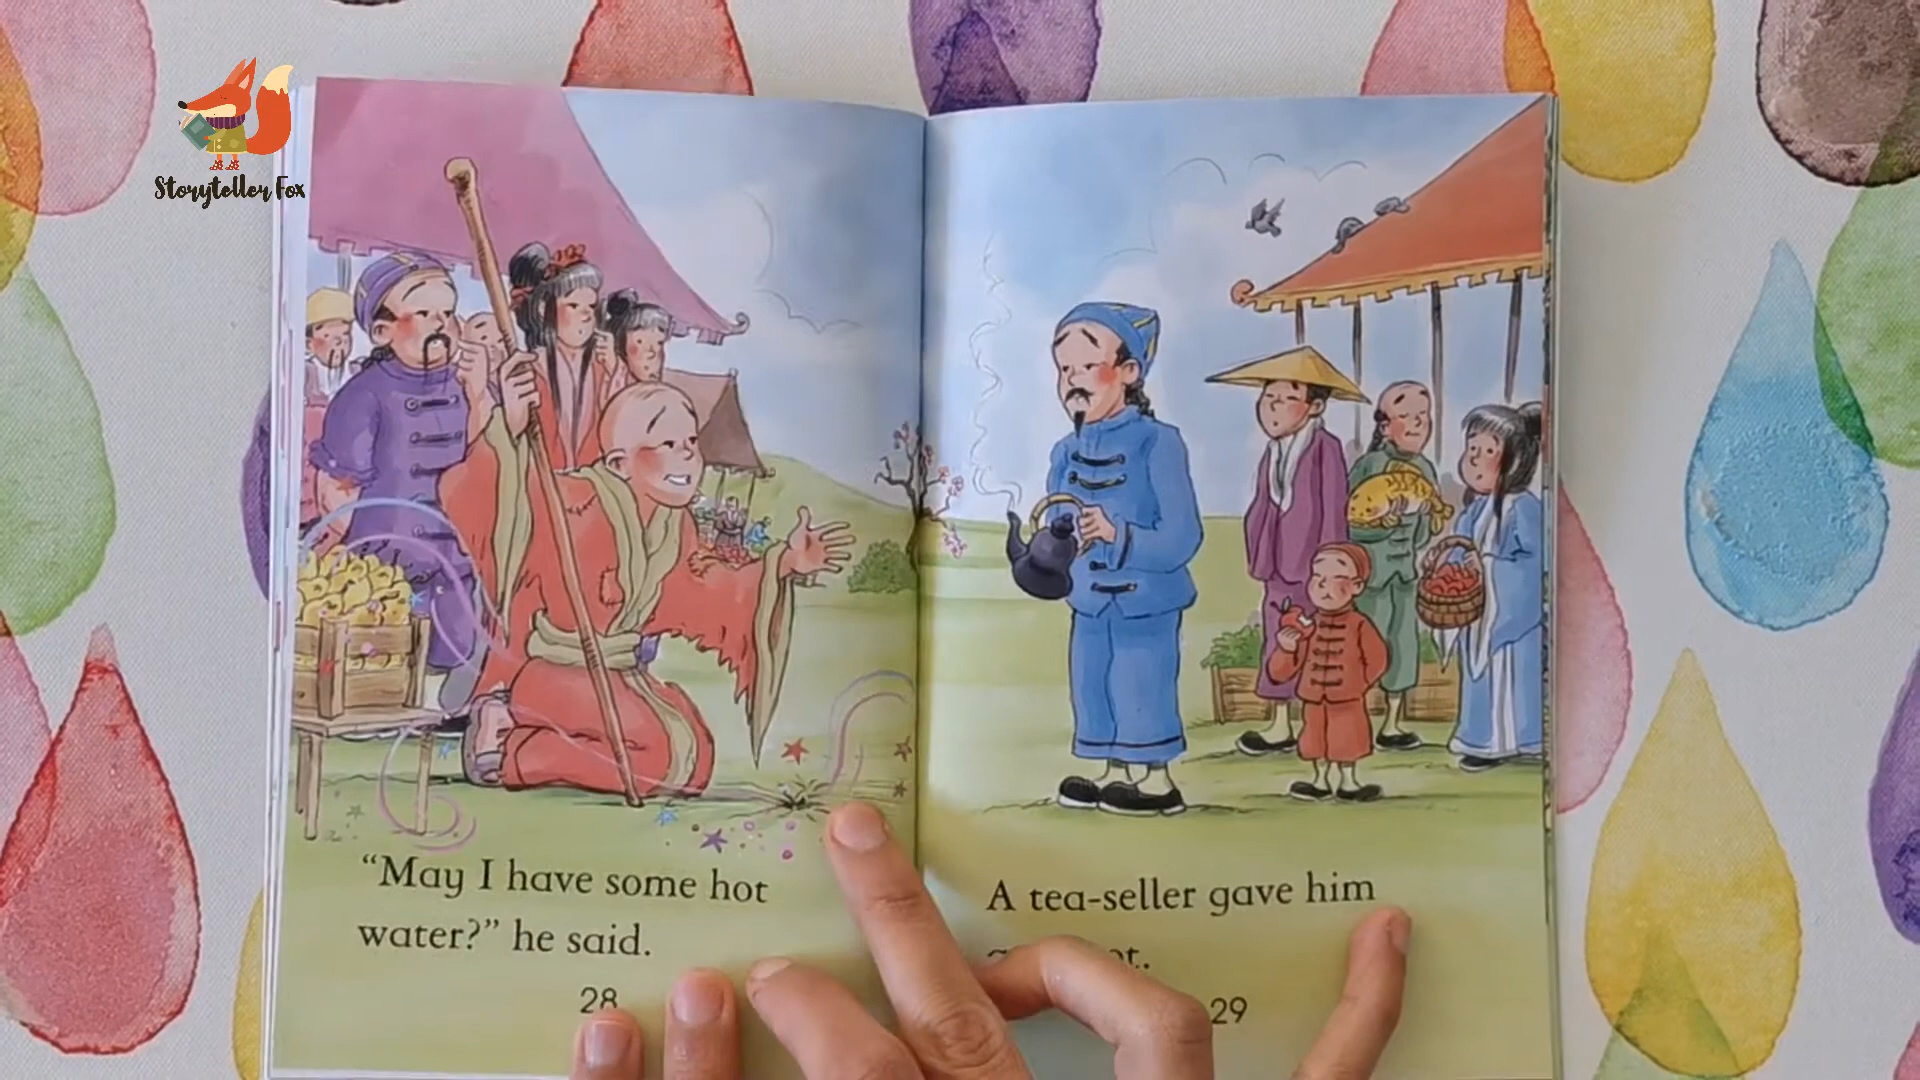 Storyteller Fox
“May I have some hot
water?” he said.
28
A tea-seller gave him
29